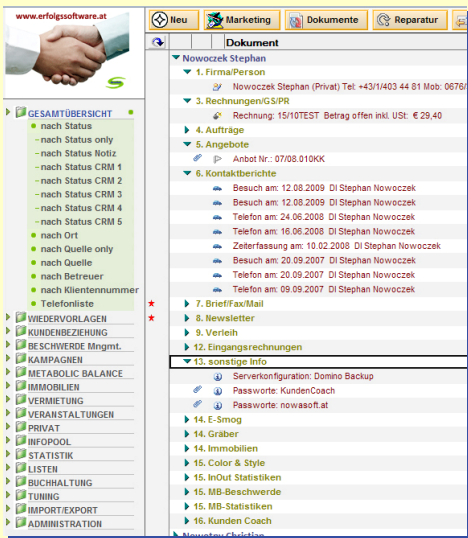 www.erfolgssoftware.at
Neu
Marketing
Dokumente
Reparatur
Dokument
GESAMTÜBERSICHT
nach Status
nach Status only
nach Status Notiz
nach Status CRM 1
nach Status CRM 2
nach Status CRM 3
nach Status CRM 4
nach Status CRM 5
nach Ort
nach Quelle only
nach Quelle
nach Betreuer
nach Klientennummer
Telefonliste
WIEDERVORLAGEN
KUNDENBEZIEHUNG
BESCHWERDE Mngmt.
KAMPAGNEN
METABOLIC BALANCE
IMMOBILIEN
VERMIETUNG
VERANSTALTUNGEN
PRIVAT
INFOPOOL
STATISTIK
LISTEN
BUCHHALTUNG
TUNING
IMPORT/EXPORT
ADMINISTRATION
Nowoczek Stephan
1. Firma/Person
Nowoczek Stephan (Privat) Tel: +43/1/403 44 81 Mob: 0676/
3. Rechnungen/GS/PR
Rechnung: 15/10TEST Betrag offen inkl. USt: € 29,40
4. Aufträge
5. Angebote
Anbot Nr.: 07/08.010KK
6. Kontaktberichte
Besuch am: 12.08.2009 DI Stephan Nowoczek
Besuch am: 12.08.2009 DI Stephan Nowoczek
Telefon am: 24.06.2008 DI Stephan Nowoczek
Telefon am: 16.06.2008 DI Stephan Nowoczek
Zeiterfassung am: 10.02.2008 DI Stephan Nowoczek
Besuch am: 20.09.2007 DI Stephan Nowoczek
Telefon am: 20.09.2007 DI Stephan Nowoczek
Telefon am: 09.09.2007 DI Stephan Nowoczek
7. Brief/Fax/Mail
8. Newsletter
9. Verleih
12. Eingangsrechnungen
13. sonstige Info
Serverkonfiguration: Domino Backup
Passworte: KundenCoach
Passworte: nowasoft.at
14. E-Smog
14. Gräber
14. Immobilien
15. Color & Style
15. InOut Statistiken
15. MB-Beschwerde
15. MB-Statistiken
16. Kunden Coach
Nowotny Christian